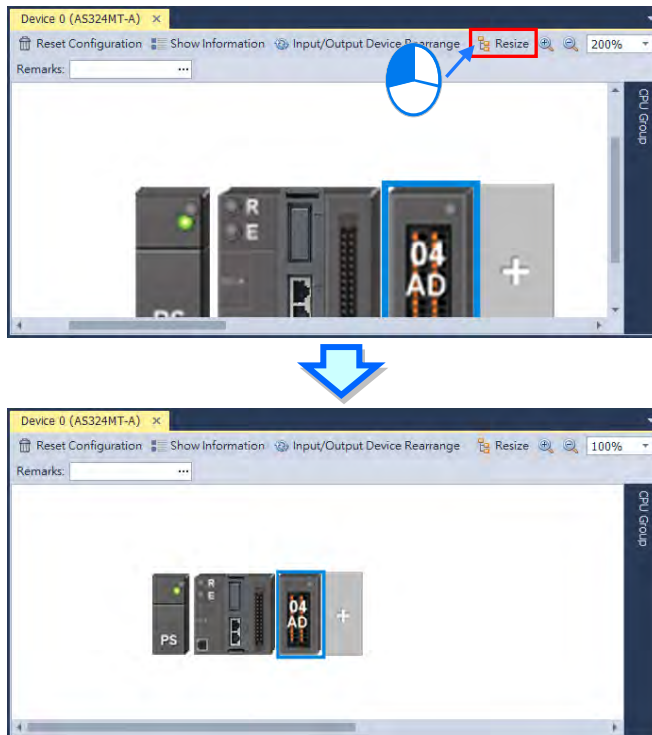 Device 0 (AS324MT-A) ×
Reset Configuration Show Information Input/Output Device Rearrange Resize 200%
Remarks: ...
CPU Group
R
E
04
AD
+
PS
Device 0 (AS324MT-A) ×
Reset Configuration Show Information Input/Output Device Rearrange Resize 100%
Remarks: ...
CPU Group
R
E
04
AD
+
PS